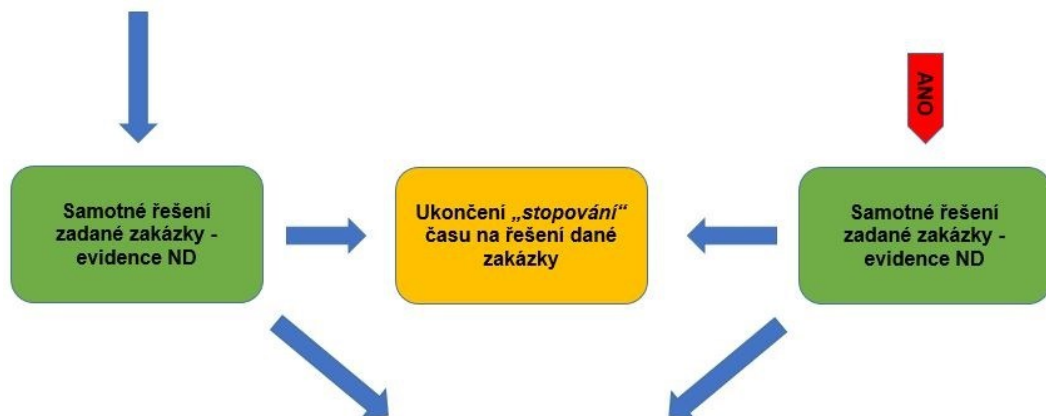 ANO
Samotné řešení
zadané zakázky -
evidence ND
Ukončení „stopování“
času na řešení dané
zakázky
Samotné řešení
zadané zakázky -
evidence ND